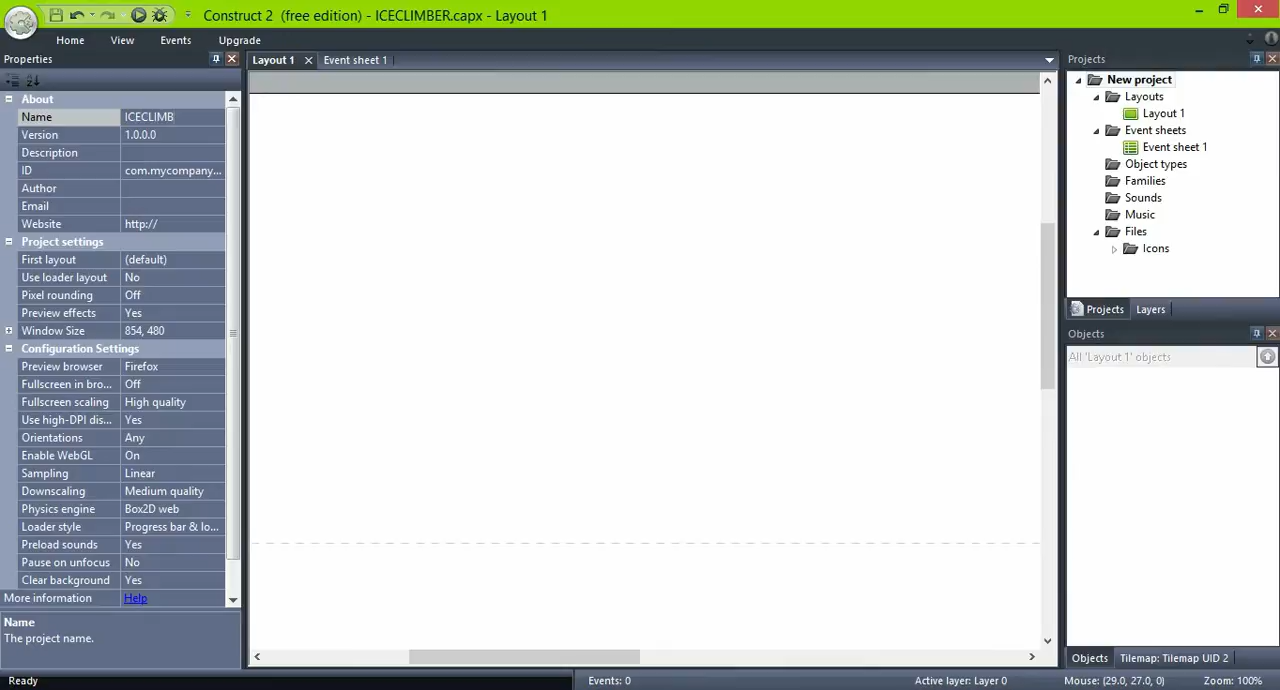 Construct 2 (free edition) - ICECLIMBER.capx - Layout 1
Home View Events Upgrade
Properties
About
Name ICECLIMB
Version 1.0.0.0
Description
ID com.mycompany...
Author
Email
Website http://
Project settings
First layout (default)
Use loader layout No
Pixel rounding Off
Preview effects Yes
Window Size 854, 480
Configuration Settings
Preview browser Firefox
Fullscreen in bro... Off
Fullscreen scaling High quality
Use high-DPI dis... Yes
Orientations Any
Enable WebGL On
Sampling Linear
Downscaling Medium quality
Physics engine Box2D web
Loader style Progress bar & lo...
Preload sounds Yes
Pause on unfocus No
Clear background Yes
More information Help
Name
The project name.
Layout 1 Event sheet 1
Projects
New project
Layouts
Layout 1
Event sheets
Event sheet 1
Object types
Families
Sounds
Music
Files
Icons
Projects Layers
Objects
All 'Layout 1' objects
Objects Tilemap: Tilemap UID 2
Ready Events: 0 Active layer: Layer 0 Mouse: (29.0, 27.0, 0) Zoom: 100%